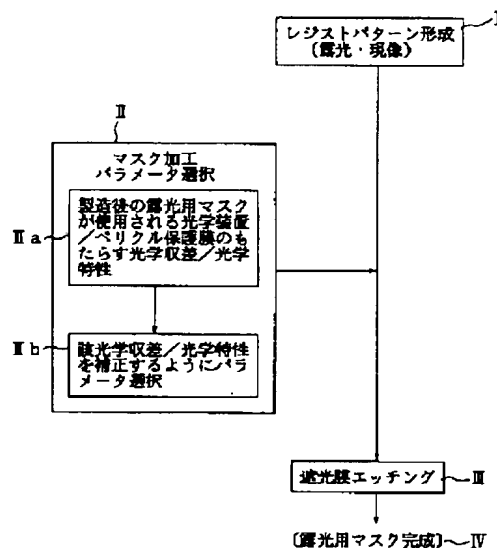 I
レジストパターン形成
(露光・現像)
II
マスク加工
パラメータ選択
IIa
製造後の露光用マスク
が使用される光学装置
/ペリクル保護膜のも
たらす光学収差/光学
特性
IIb
該光学収差/光学特性
を補正するようにパラ
メータ選択
遮光膜エッチング
III
〔露光用マスク完成〕
IV